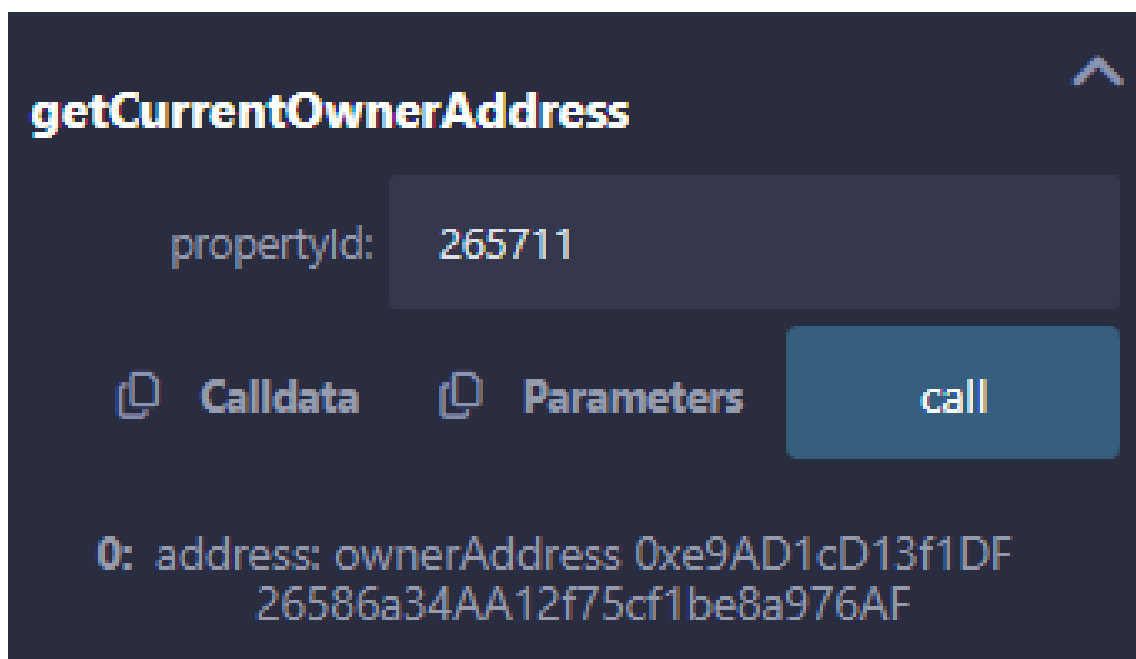 getCurrentOwnerAddress
propertyId: 265711
Calldata Parameters call
0: address: ownerAddress 0xe9AD1cD13f1DF
26586a34AA12f75cf1be8a976AF